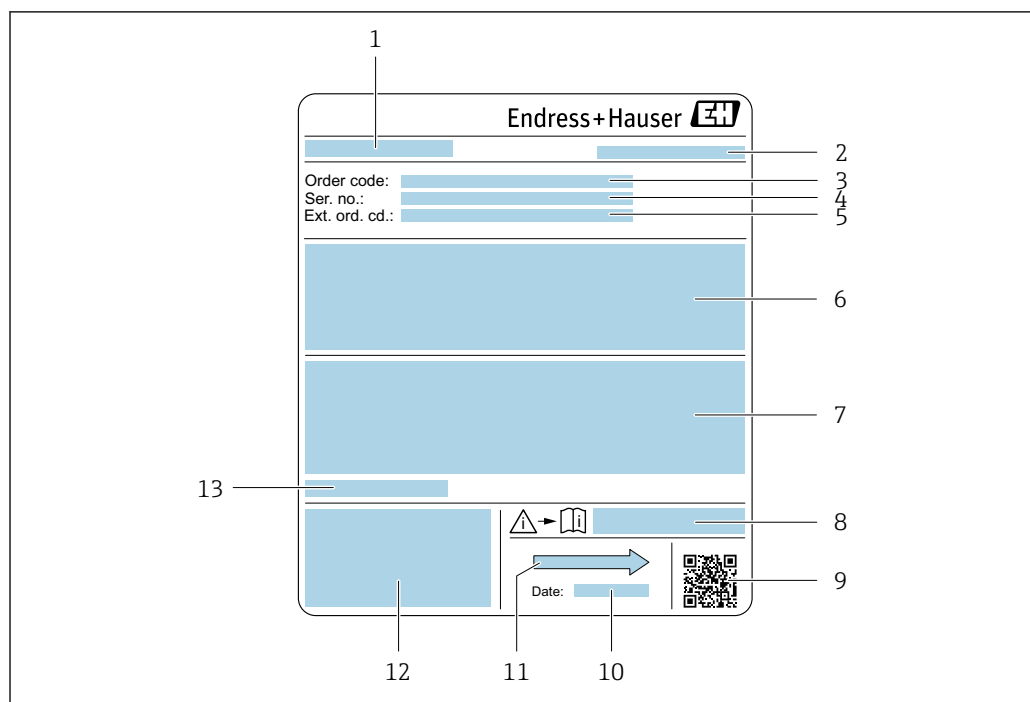 1
Endress+Hauser EH
2
Order code: 3
Ser. no.: 4
Ext. ord. cd.: 5
6
7
13
i i 8
9
11
Date:
12
10